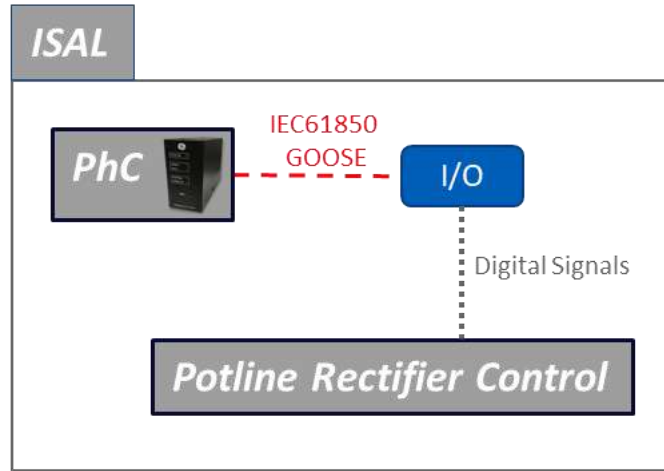 ISAL
IEC61850
GOOSE
PhC
I/O
Digital Signals
Potline Rectifier Control